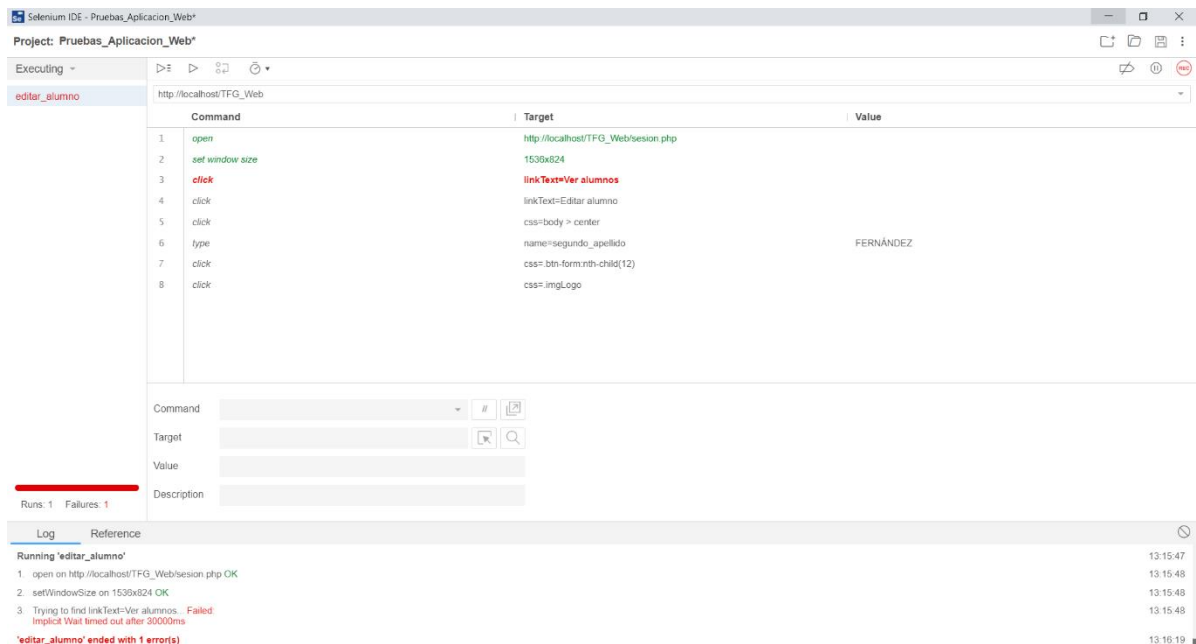 Selenium IDE - Pruebas_Aplicacion_Web*
Project: Pruebas_Aplicacion_Web*
Executing
REC
editar_alumno
http://localhost/TFG_Web
Command Target Value
1 open http://localhost/TFG_Web/sesion.php
2 set window size 1536x824
3 click linkText=Ver alumnos
4 click linkText=Editar alumno
5 click css=body > center
6 type name=segundo_apellido FERNÁNDEZ
7 click css=.btn-form:nth-child(12)
8 click css=.imgLogo
Command //
Target
Value
Description
Runs: 1 Failures: 1
Log Reference
Running 'editar_alumno' 13:15:47
1. open on http://localhost/TFG_Web/sesion.php OK 13:15:48
2. setWindowSize on 1536x824 OK 13:15:48
3. Trying to find linkText=Ver alumnos... Failed: 13:15:48
Implicit Wait timed out after 30000ms
'editar_alumno' ended with 1 error(s) 13:16:19